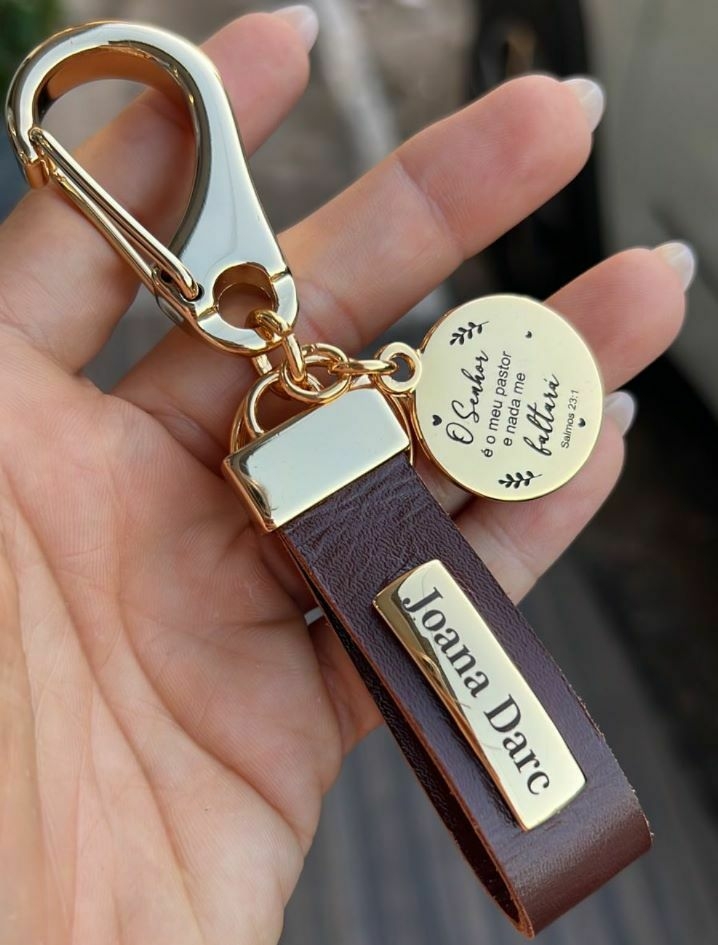 O Senhor
é o meu pastor
e nada me
faltará
Salmos 23:1
Joana Darc